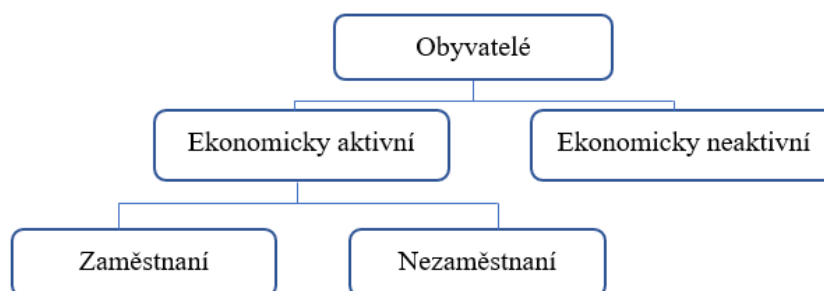 Obyvatelé
Ekonomicky aktivní
Ekonomicky neaktivní
Zaměstnaní
Nezaměstnaní